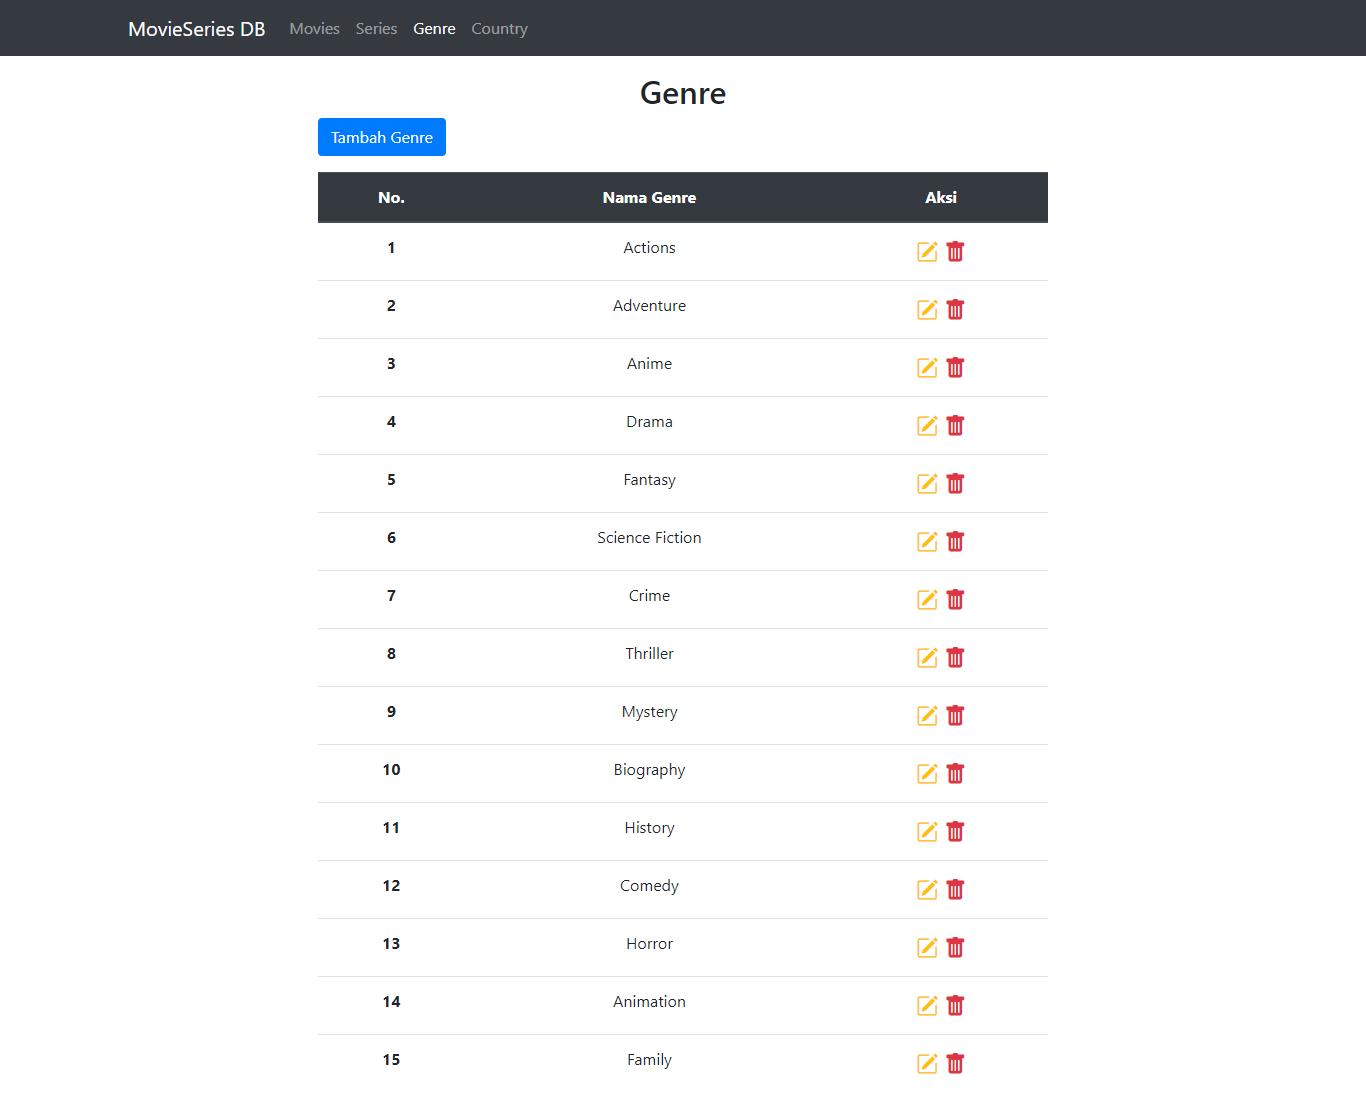 MovieSeries DB Movies Series Genre Country
Genre
Tambah Genre
No. Nama Genre Aksi
1 Actions
2 Adventure
3 Anime
4 Drama
5 Fantasy
6 Science Fiction
7 Crime
8 Thriller
9 Mystery
10 Biography
11 History
12 Comedy
13 Horror
14 Animation
15 Family